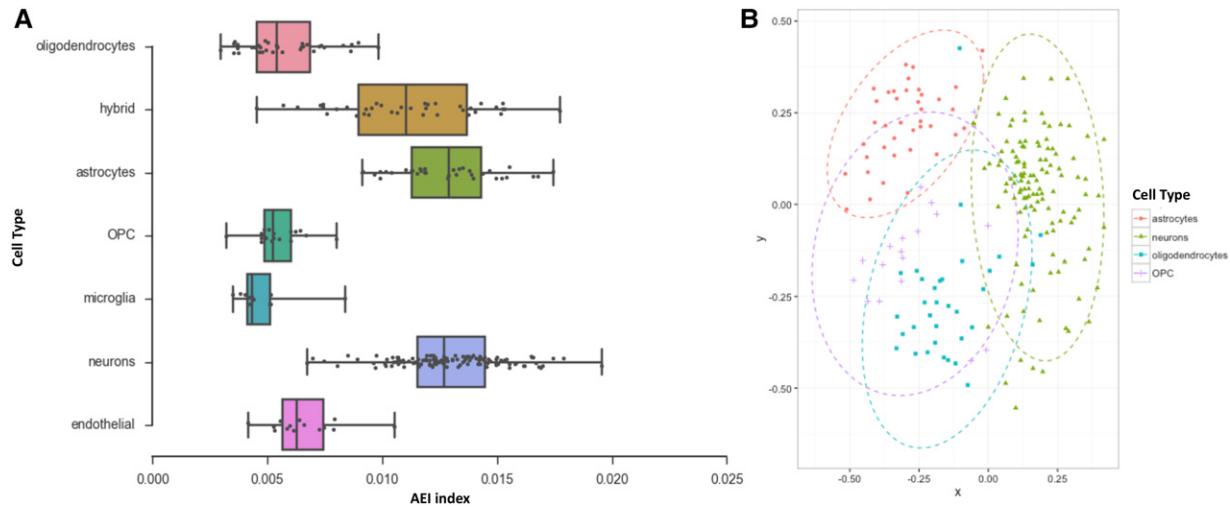 A
Cell Type
oligodendrocytes
hybrid
astrocytes
OPC
microglia
neurons
endothelial
0.000 0.005 0.010 0.015 0.020 0.025
AEI index
B
y
0.50
0.25
0.00
-0.25
-0.50
-0.50 -0.25 0.00 0.25
x
Cell Type
astrocytes
neurons
oligodendrocytes
OPC